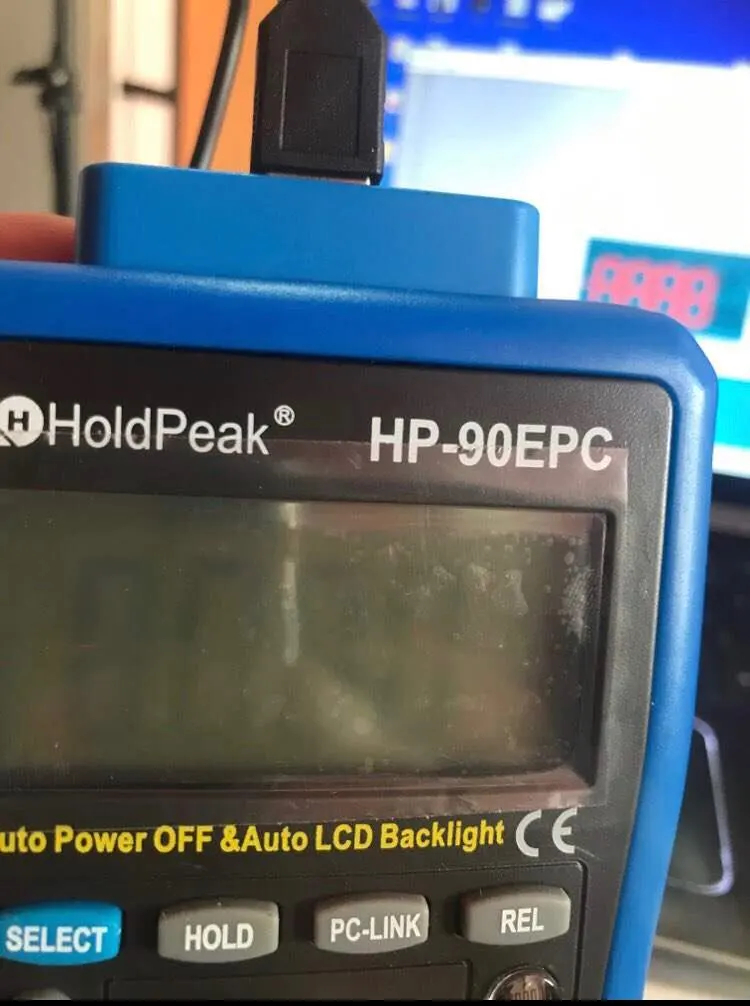 H HoldPeak®
HP-90EPC
uto Power OFF &Auto LCD Backlight CE
SELECT
HOLD
PC-LINK
REL